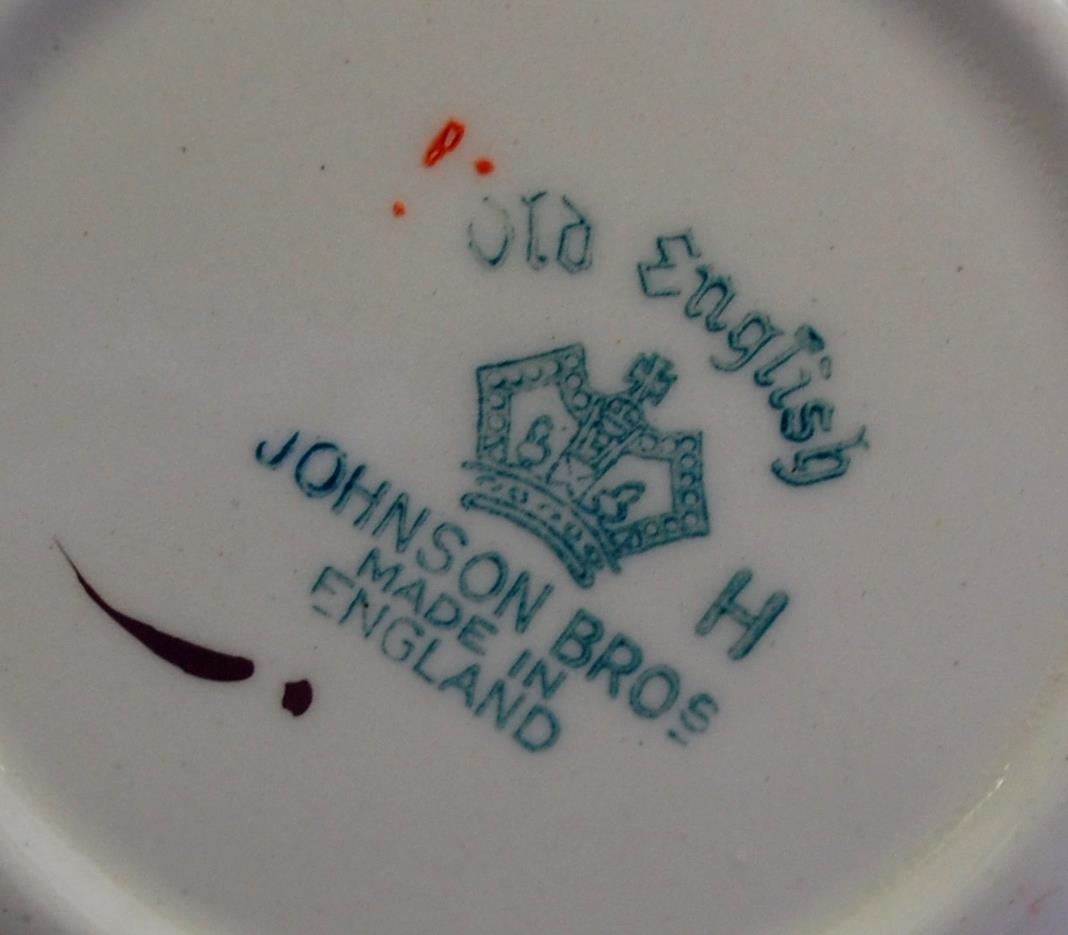 Old English
H
JOHNSON BROS
MADE IN
ENGLAND